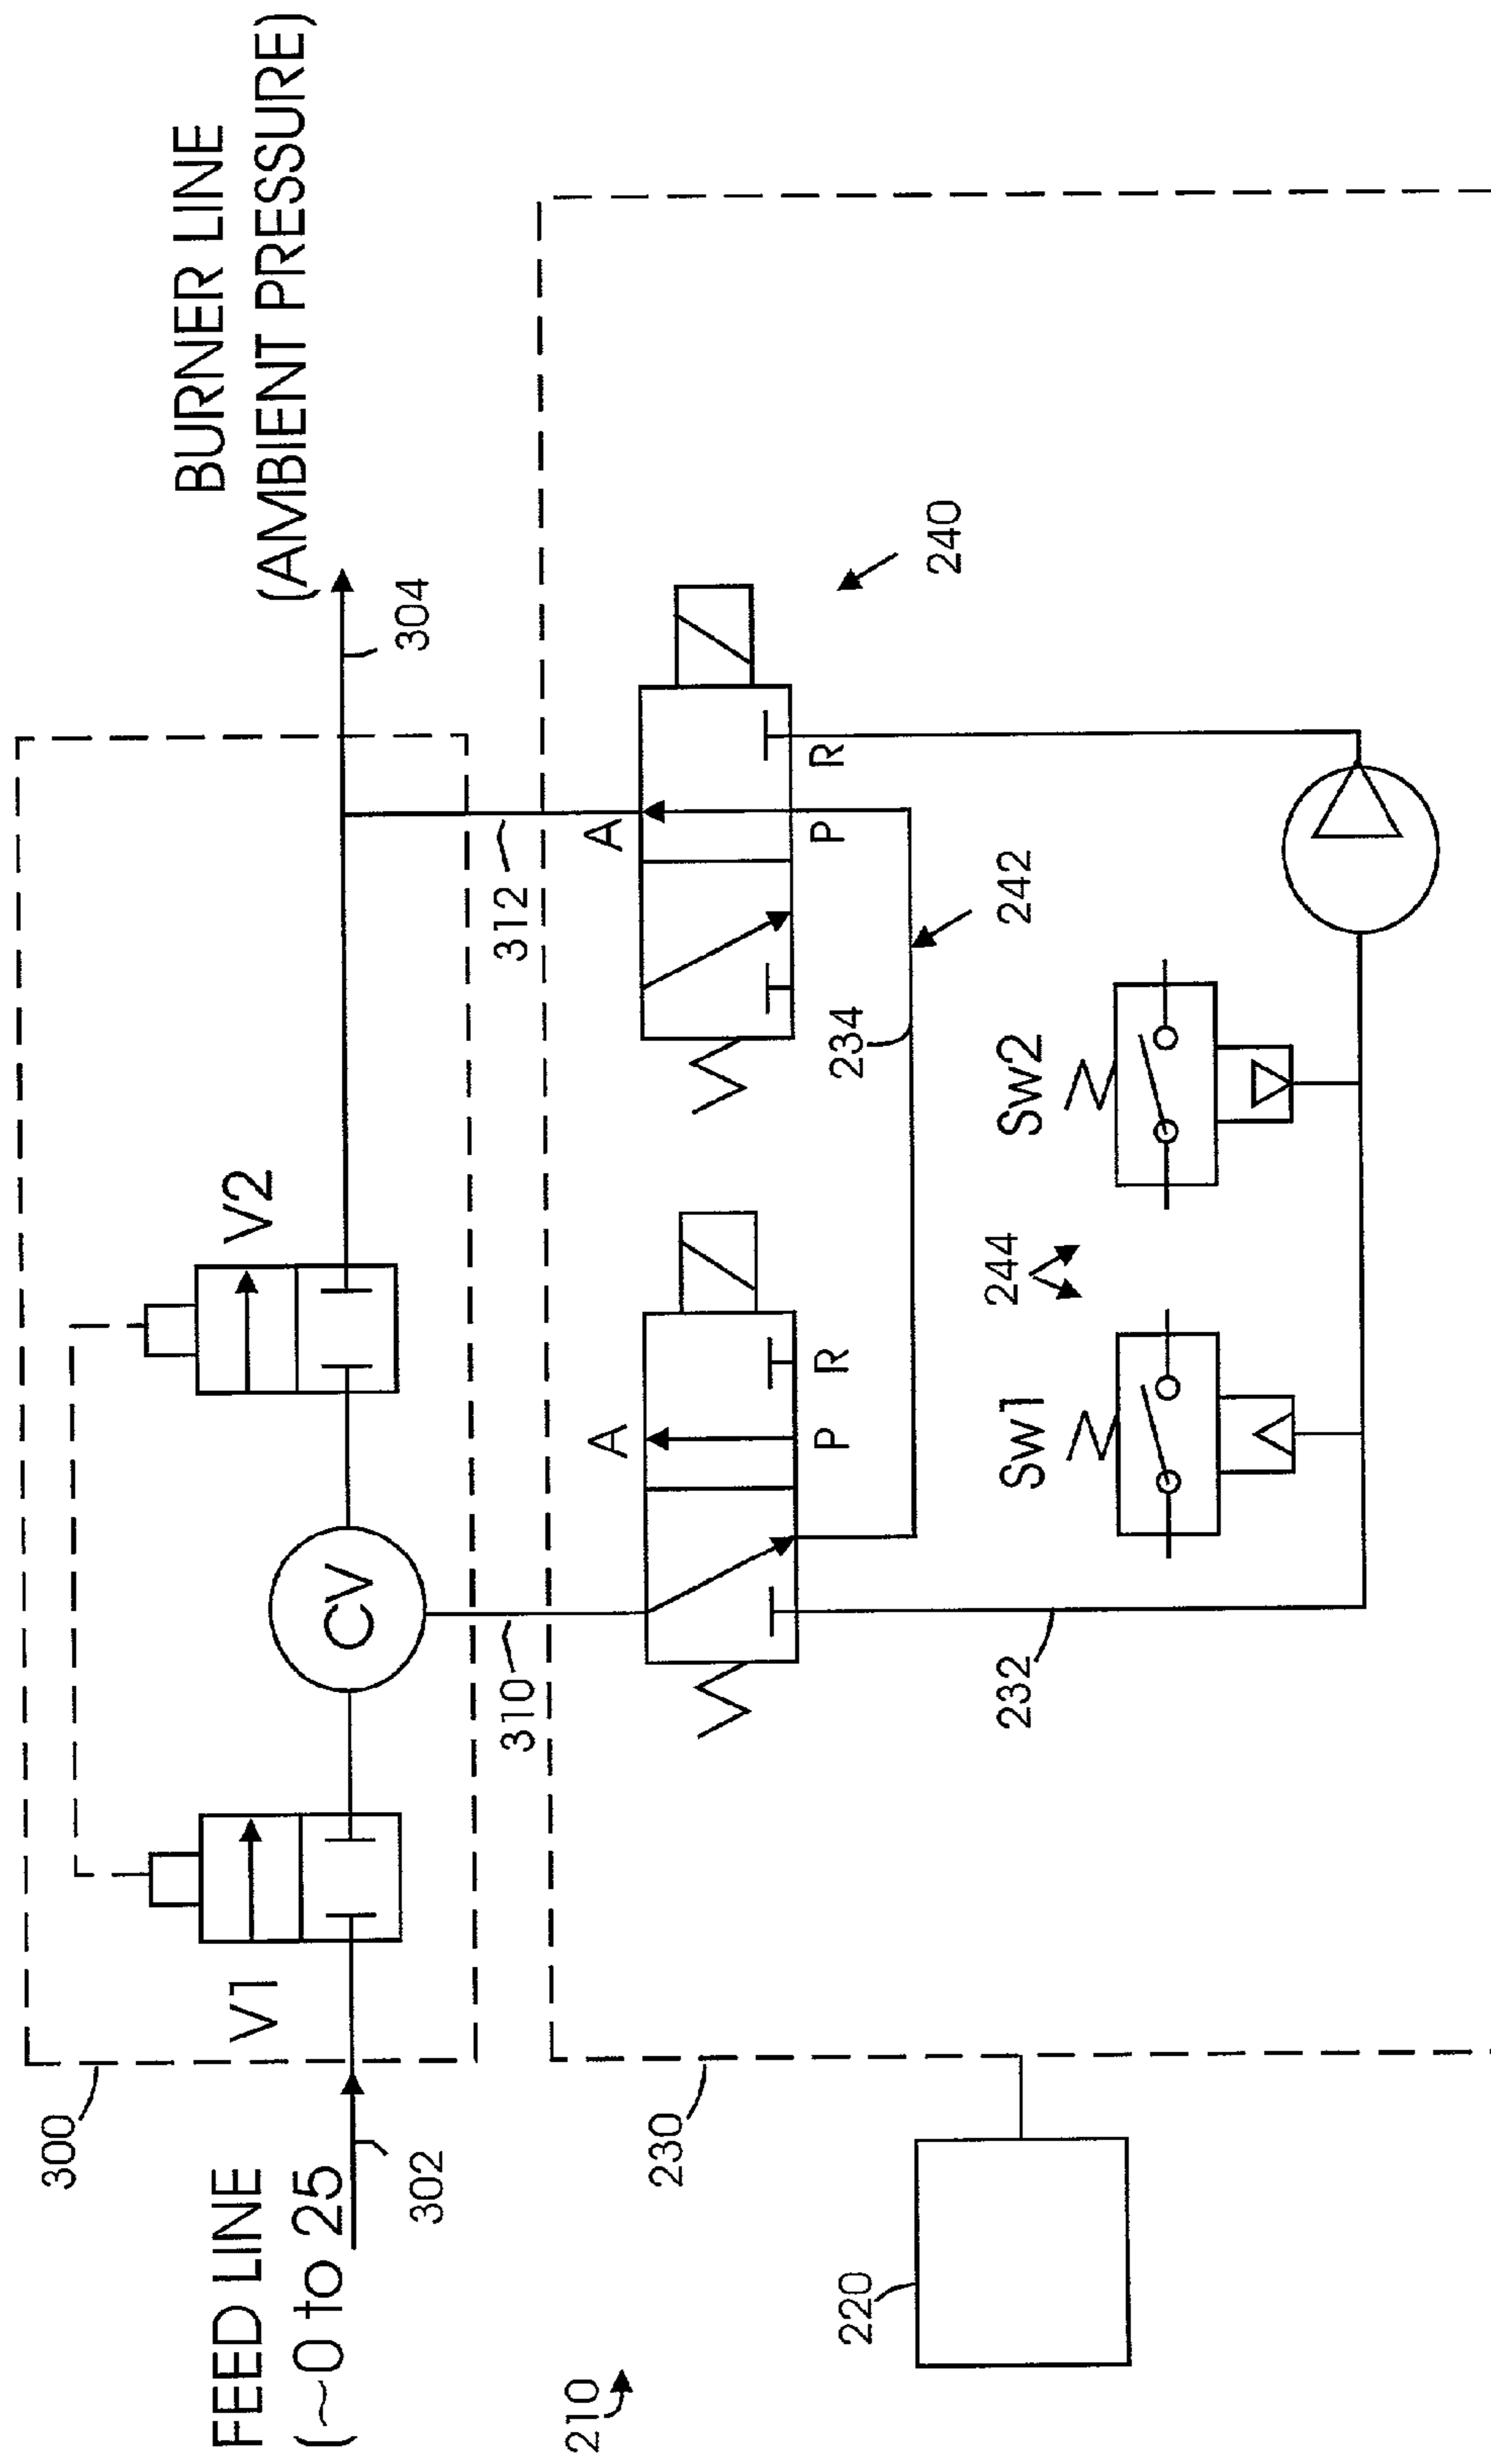 BURNER LINE
(AMBIENT PRESSURE)
300
FEED LINE
(~0 to 25
302
V1
CV
V2
304
310
312
210
230
A
P
R
A
P
R
240
220
232
234
242
Sw1
244
Sw2